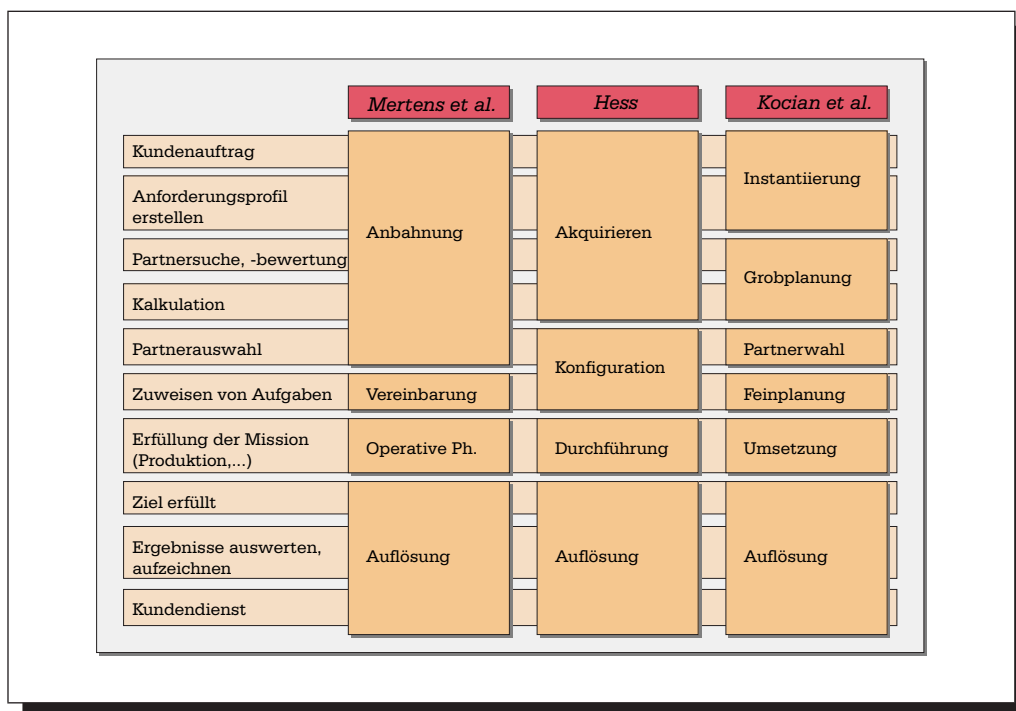 Mertens et al.
Hess
Kocian et al.
Kundenauftrag
Anforderungsprofil
erstellen
Partnersuche, -bewertung
Kalkulation
Partnerauswahl
Zuweisen von Aufgaben
Erfüllung der Mission
(Produktion,...)
Ziel erfüllt
Ergebnisse auswerten,
aufzeichnen
Kundendienst
Anbahnung
Vereinbarung
Operative Ph.
Auflösung
Akquirieren
Konfiguration
Durchführung
Auflösung
Instantiierung
Grobplanung
Partnerwahl
Feinplanung
Umsetzung
Auflösung